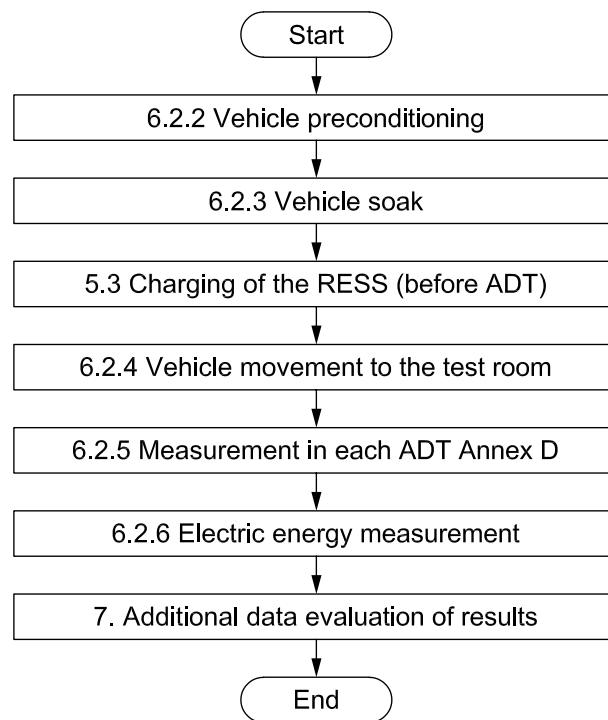 Start
6.2.2 Vehicle preconditioning
6.2.3 Vehicle soak
5.3 Charging of the RESS (before ADT)
6.2.4 Vehicle movement to the test room
6.2.5 Measurement in each ADT Annex D
6.2.6 Electric energy measurement
7. Additional data evaluation of results
End